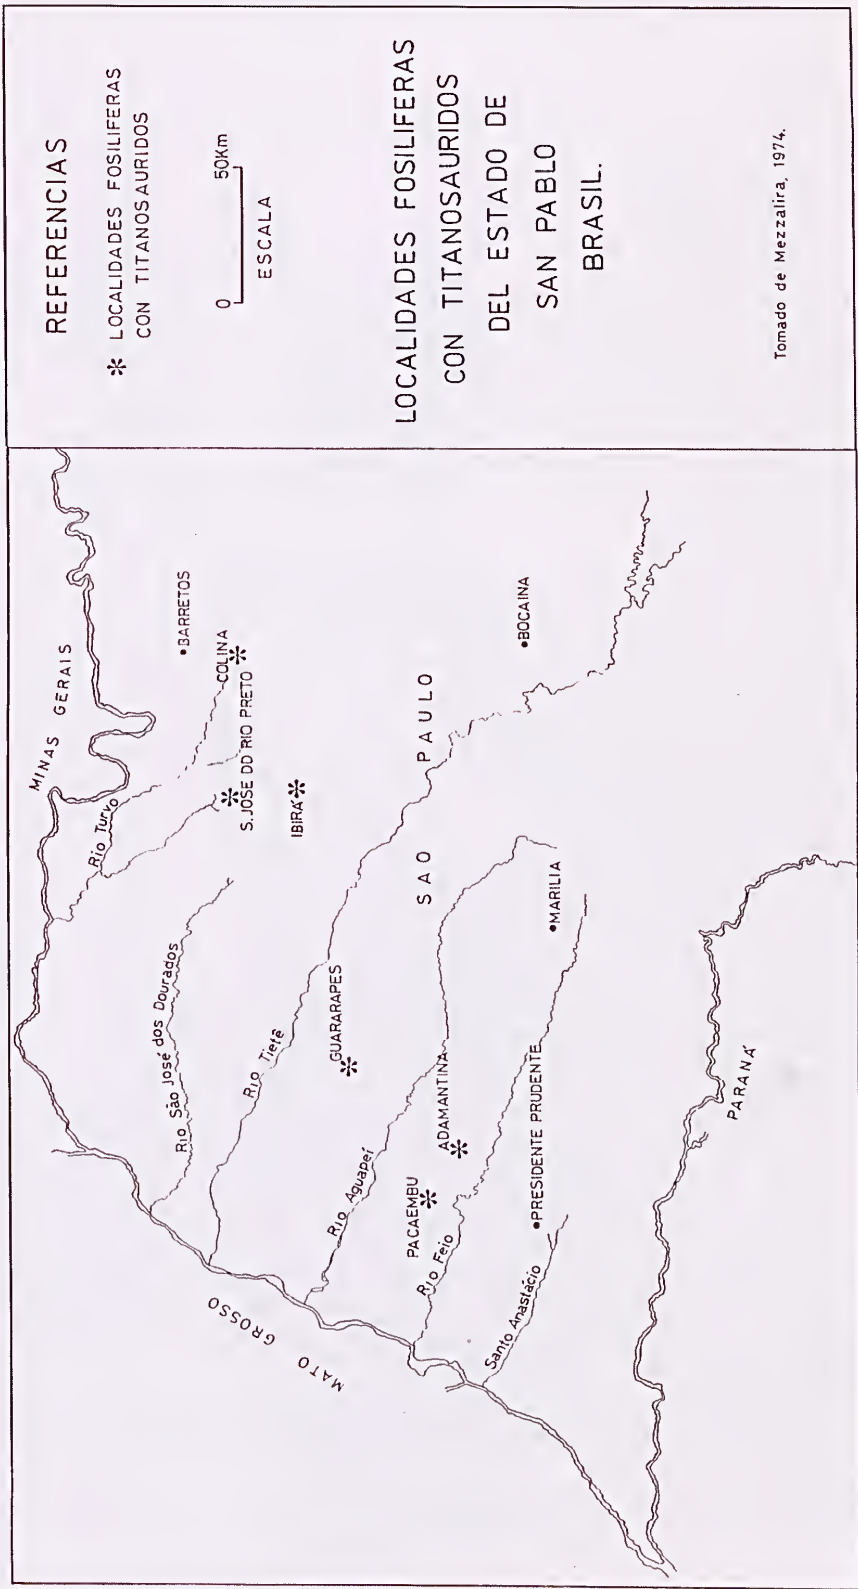 MINAS GERAIS
BARRETOS
COLINA
S. JOSE DO RIO PRETO
IBIRÁ
Rio Turvo
Rio São José dos Dourados
Rio Tietê
GUARARAPES
SAO PAULO
BOCAINA
MARILIA
Rio Aguapeí
ADAMANTINA
PACAEMBU
Rio Feio
PRESIDENTE PRUDENTE
Santo Anastácio
MATO GROSSO
PARANÁ
REFERENCIAS
* LOCALIDADES FOSILIFERAS
CON TITANOSAURIDOS
0 50Km
ESCALA
LOCALIDADES FOSILIFERAS
CON TITANOSAURIDOS
DEL ESTADO DE
SAN PABLO
BRASIL.
Tomado de Mezzalira, 1974.